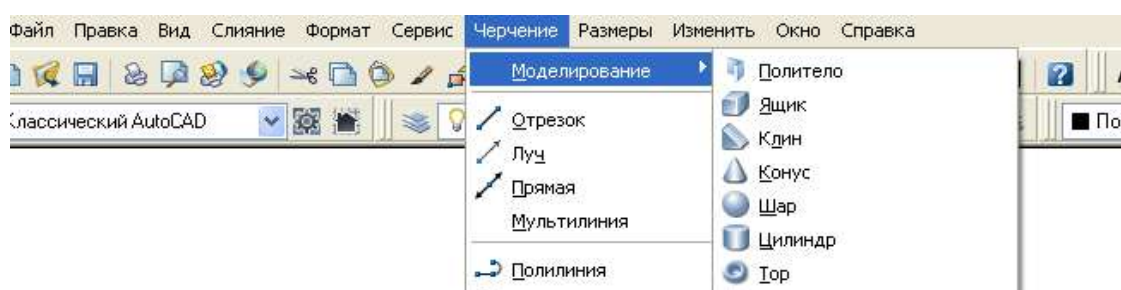 Файл Правка Вид Слияние Формат Сервис Черчение Размеры Изменить Окно Справка
Классический AutoCAD
По
Моделирование
Отрезок
Луч
Прямая
Мультилиния
Полилиния
Политело
Ящик
Клин
Конус
Шар
Цилиндр
Тор